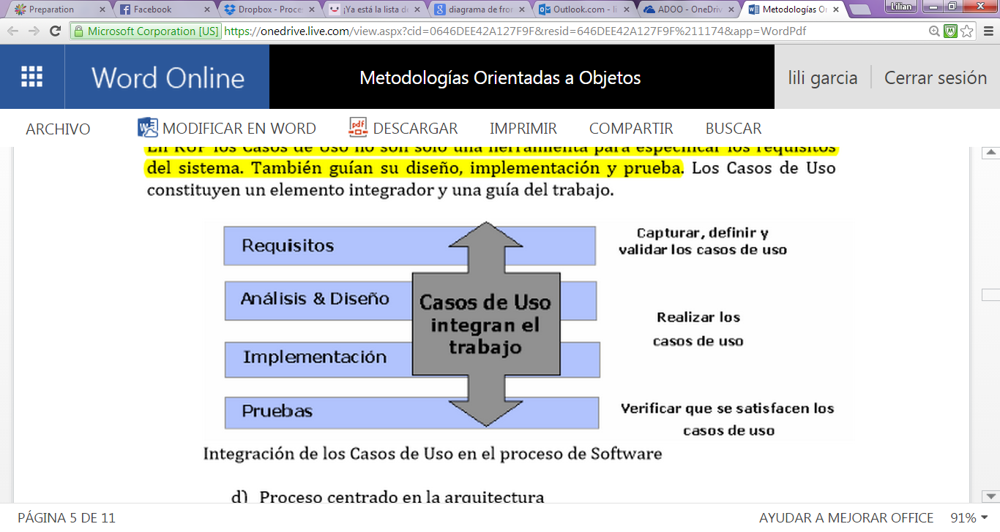 Preparation
Facebook
Dropbox - Proce
¡Ya está la lista d
diagrama de fron
Outlook.com - li
ADOO - OneDriv
Metodologías O
Lilian
Microsoft Corporation [US] https://onedrive.live.com/view.aspx?cid=0646DEE42A127F9F&resid=646DEE42A127F9F%211174&app=WordPdf
Word Online
Metodologías Orientadas a Objetos
lili garcia
Cerrar sesión
ARCHIVO
MODIFICAR EN WORD
pdf DESCARGAR
IMPRIMIR
COMPARTIR
BUSCAR
En RUP los Casos de Uso no son sólo una herramienta para especificar los requisitos
del sistema. También guían su diseño, implementación y prueba. Los Casos de Uso
constituyen un elemento integrador y una guía del trabajo.
Requisitos
Capturar, definir y
validar los casos de uso
Análisis & Diseño
Casos de Uso
integran el
trabajo
Realizar los
casos de uso
Implementación
Pruebas
Verificar que se satisfacen los
casos de uso
Integración de los Casos de Uso en el proceso de Software
d) Proceso centrado en la arquitectura
PÁGINA 5 DE 11
AYUDAR A MEJORAR OFFICE
91%